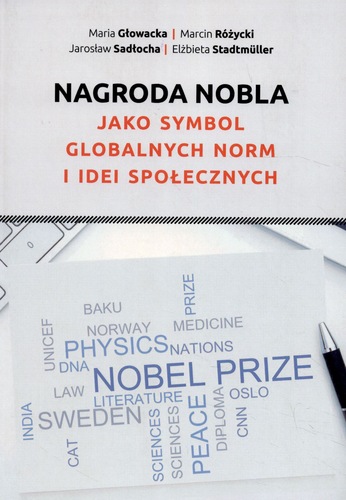 Maria Głowacka | Marcin Różycki
Jarosław Sadłocha | Elżbieta Stadtmüller
NAGRODA NOBLA
JAKO SYMBOL
GLOBALNYCH NORM
I IDEI SPOŁECZNYCH
PRIZE
BAKU
UNICEF
NORWAY MEDICINE
PHYSICS NATIONS
DNA
NOBEL PRIZE
LAW
LITERATURE
OSLO
INDIA
SWEDEN
CAT
SCIENCES
SCIENCES
PEACE
DIPLOMA
CNN